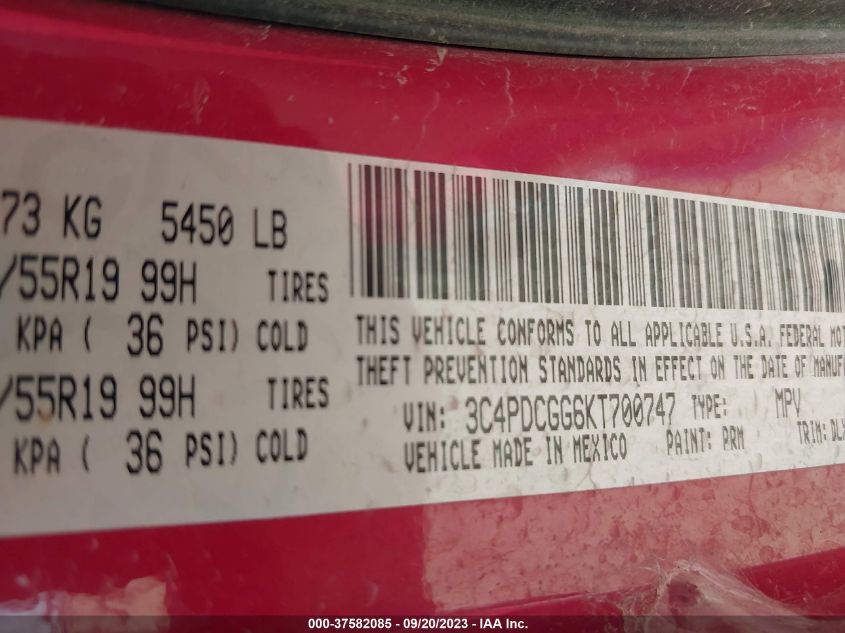 73 KG 5450 LB
/55R19 99H TIRES
KPA ( 36 PSI) COLD
/55R19 99H TIRES
KPA ( 36 PSI) COLD
THIS VEHICLE CONFORMS TO ALL APPLICABLE U.S.A. FEDERAL MOT
THEFT PREVENTION STANDARDS IN EFFECT ON THE DATE OF MANUF
VIN: 3C4PDCGG6KT700747 TYPE: MPV
VEHICLE MADE IN MEXICO PAINT: PRM TRIM: DLX
000-37582085 - 09/20/2023 - IAA Inc.